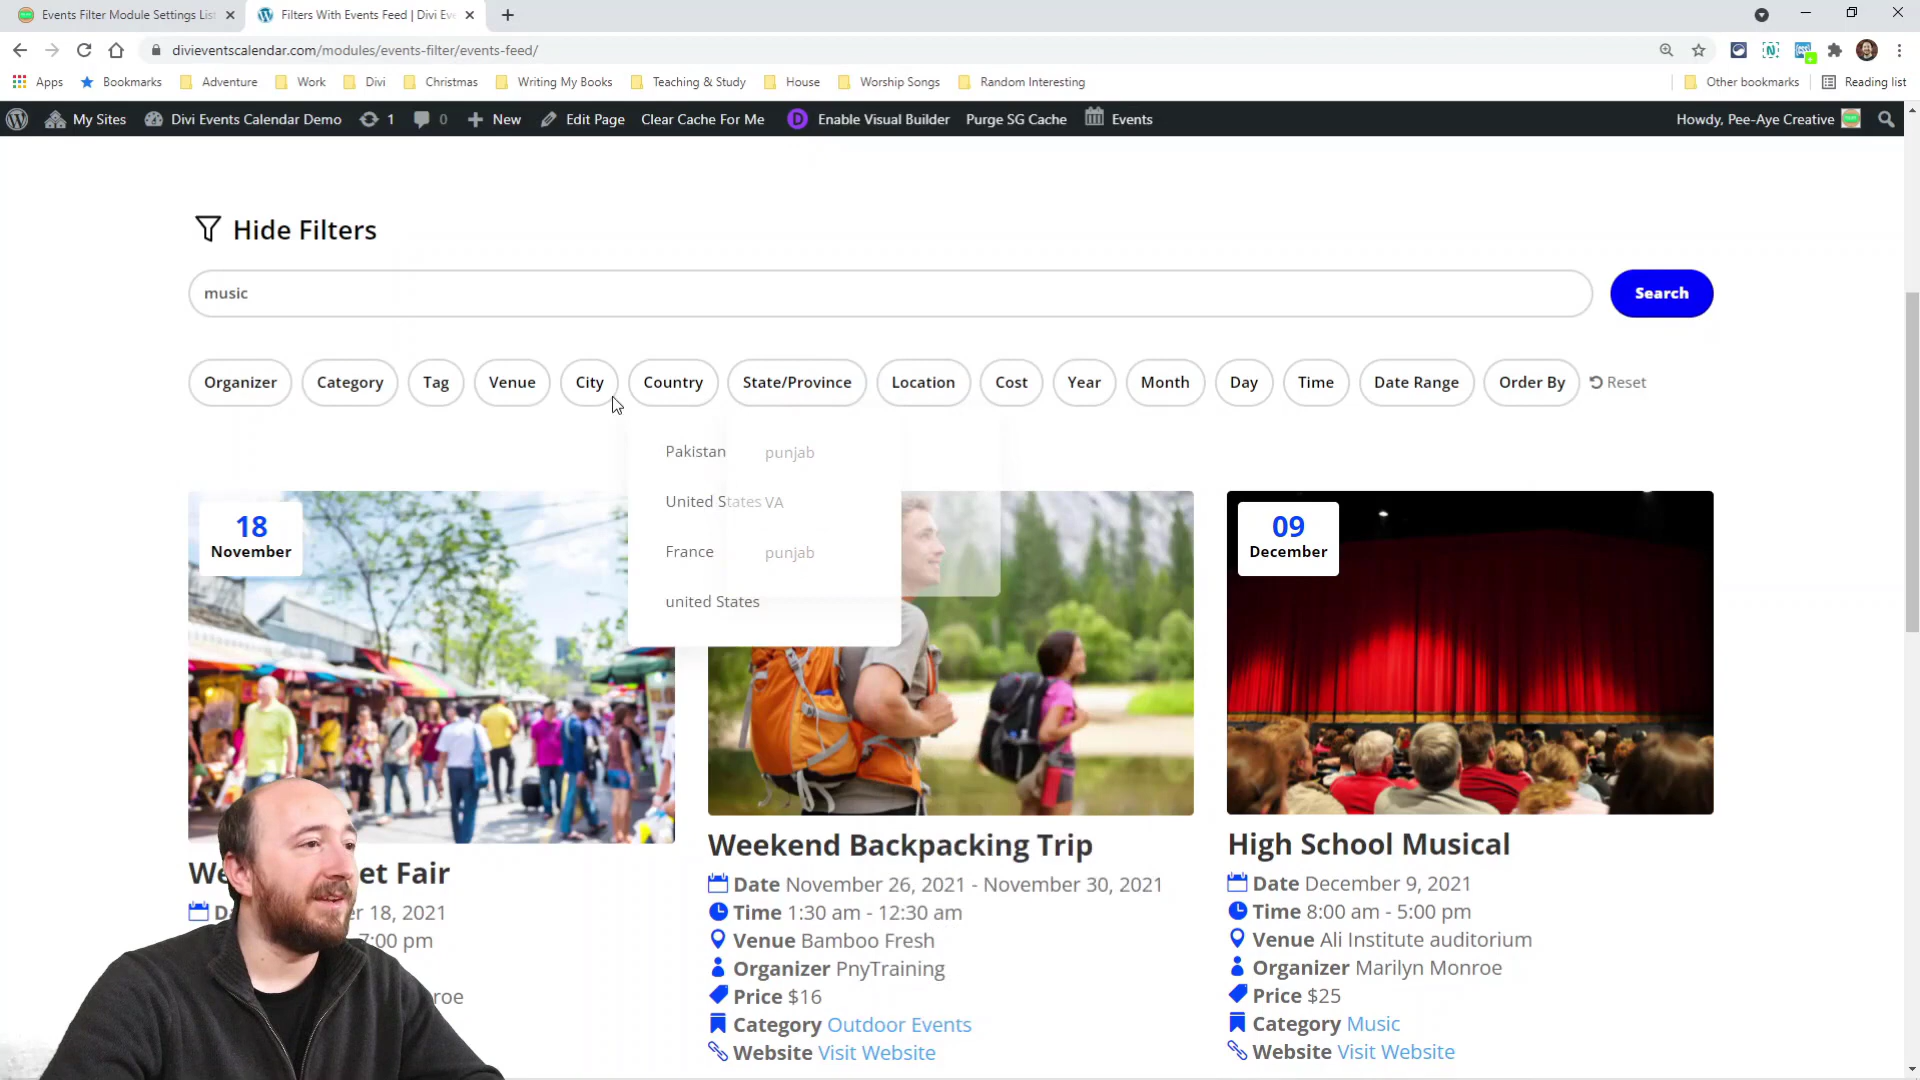 Events Filter Module Settings List
Filters With Events Feed | Divi Ev
divieventscalendar.com/modules/events-filter/events-feed/
Apps Bookmarks Adventure Work Divi Christmas Writing My Books Teaching & Study House Worship Songs Random Interesting Other bookmarks Reading list
My Sites Divi Events Calendar Demo 1 0 New Edit Page Clear Cache For Me Enable Visual Builder Purge SG Cache Events Howdy, Pee-Aye Creative
Hide Filters
music
Search
Organizer Category Tag Venue City Country State/Province Location Cost Year Month Day Time Date Range Order By Reset
Pakistan
United States
France
united States
punjab
VA
punjab
18
November
09
December
et Fair
er 18, 2021
7:00 pm
roe
Weekend Backpacking Trip
Date November 26, 2021 - November 30, 2021
Time 1:30 am - 12:30 am
Venue Bamboo Fresh
Organizer PnyTraining
Price $16
Category Outdoor Events
Website Visit Website
High School Musical
Date December 9, 2021
Time 8:00 am - 5:00 pm
Venue Ali Institute auditorium
Organizer Marilyn Monroe
Price $25
Category Music
Website Visit Website